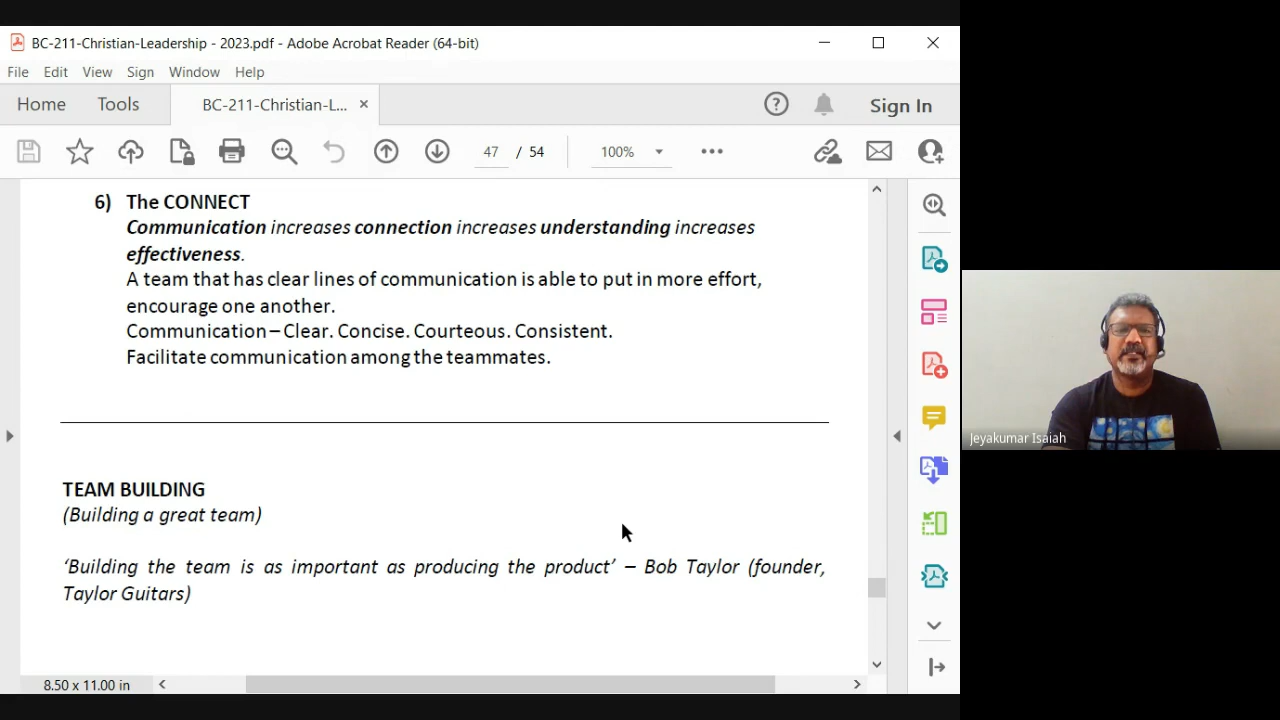 BC-211-Christian-Leadership - 2023.pdf - Adobe Acrobat Reader (64-bit)
File Edit View Sign Window Help
Home Tools BC-211-Christian-L... × Sign In
47 / 54 100%
6) The CONNECT
Communication increases connection increases understanding increases
effectiveness.
A team that has clear lines of communication is able to put in more effort,
encourage one another.
Communication – Clear. Concise. Courteous. Consistent.
Facilitate communication among the teammates.
TEAM BUILDING
(Building a great team)
‘Building the team is as important as producing the product’ – Bob Taylor (founder,
Taylor Guitars)
8.50 x 11.00 in
Jeyakumar Isaiah